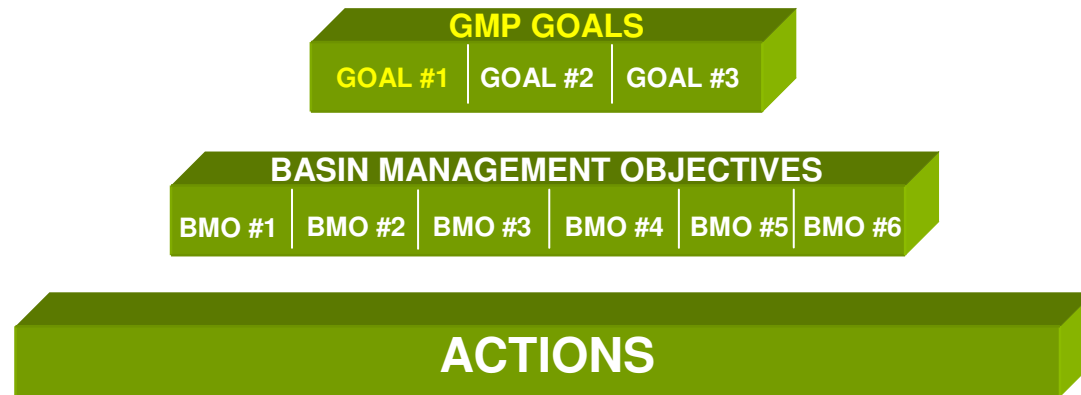 GMP GOALS
GOAL #1 GOAL #2 GOAL #3
BASIN MANAGEMENT OBJECTIVES
BMO #1 BMO #2 BMO #3 BMO #4 BMO #5 BMO #6
ACTIONS